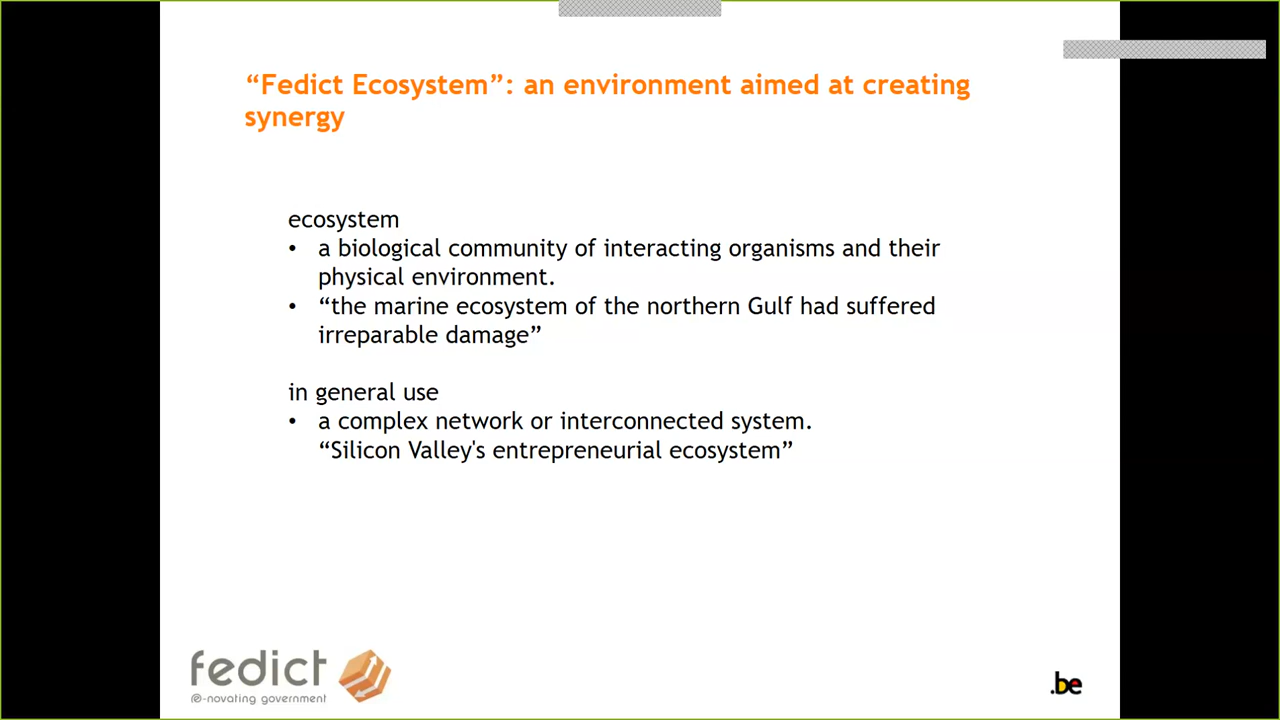 “Fedict Ecosystem”: an environment aimed at creating
synergy
ecosystem
• a biological community of interacting organisms and their
physical environment.
• “the marine ecosystem of the northern Gulf had suffered
irreparable damage”
in general use
• a complex network or interconnected system.
“Silicon Valley's entrepreneurial ecosystem”
fedict
e-novating government
.be